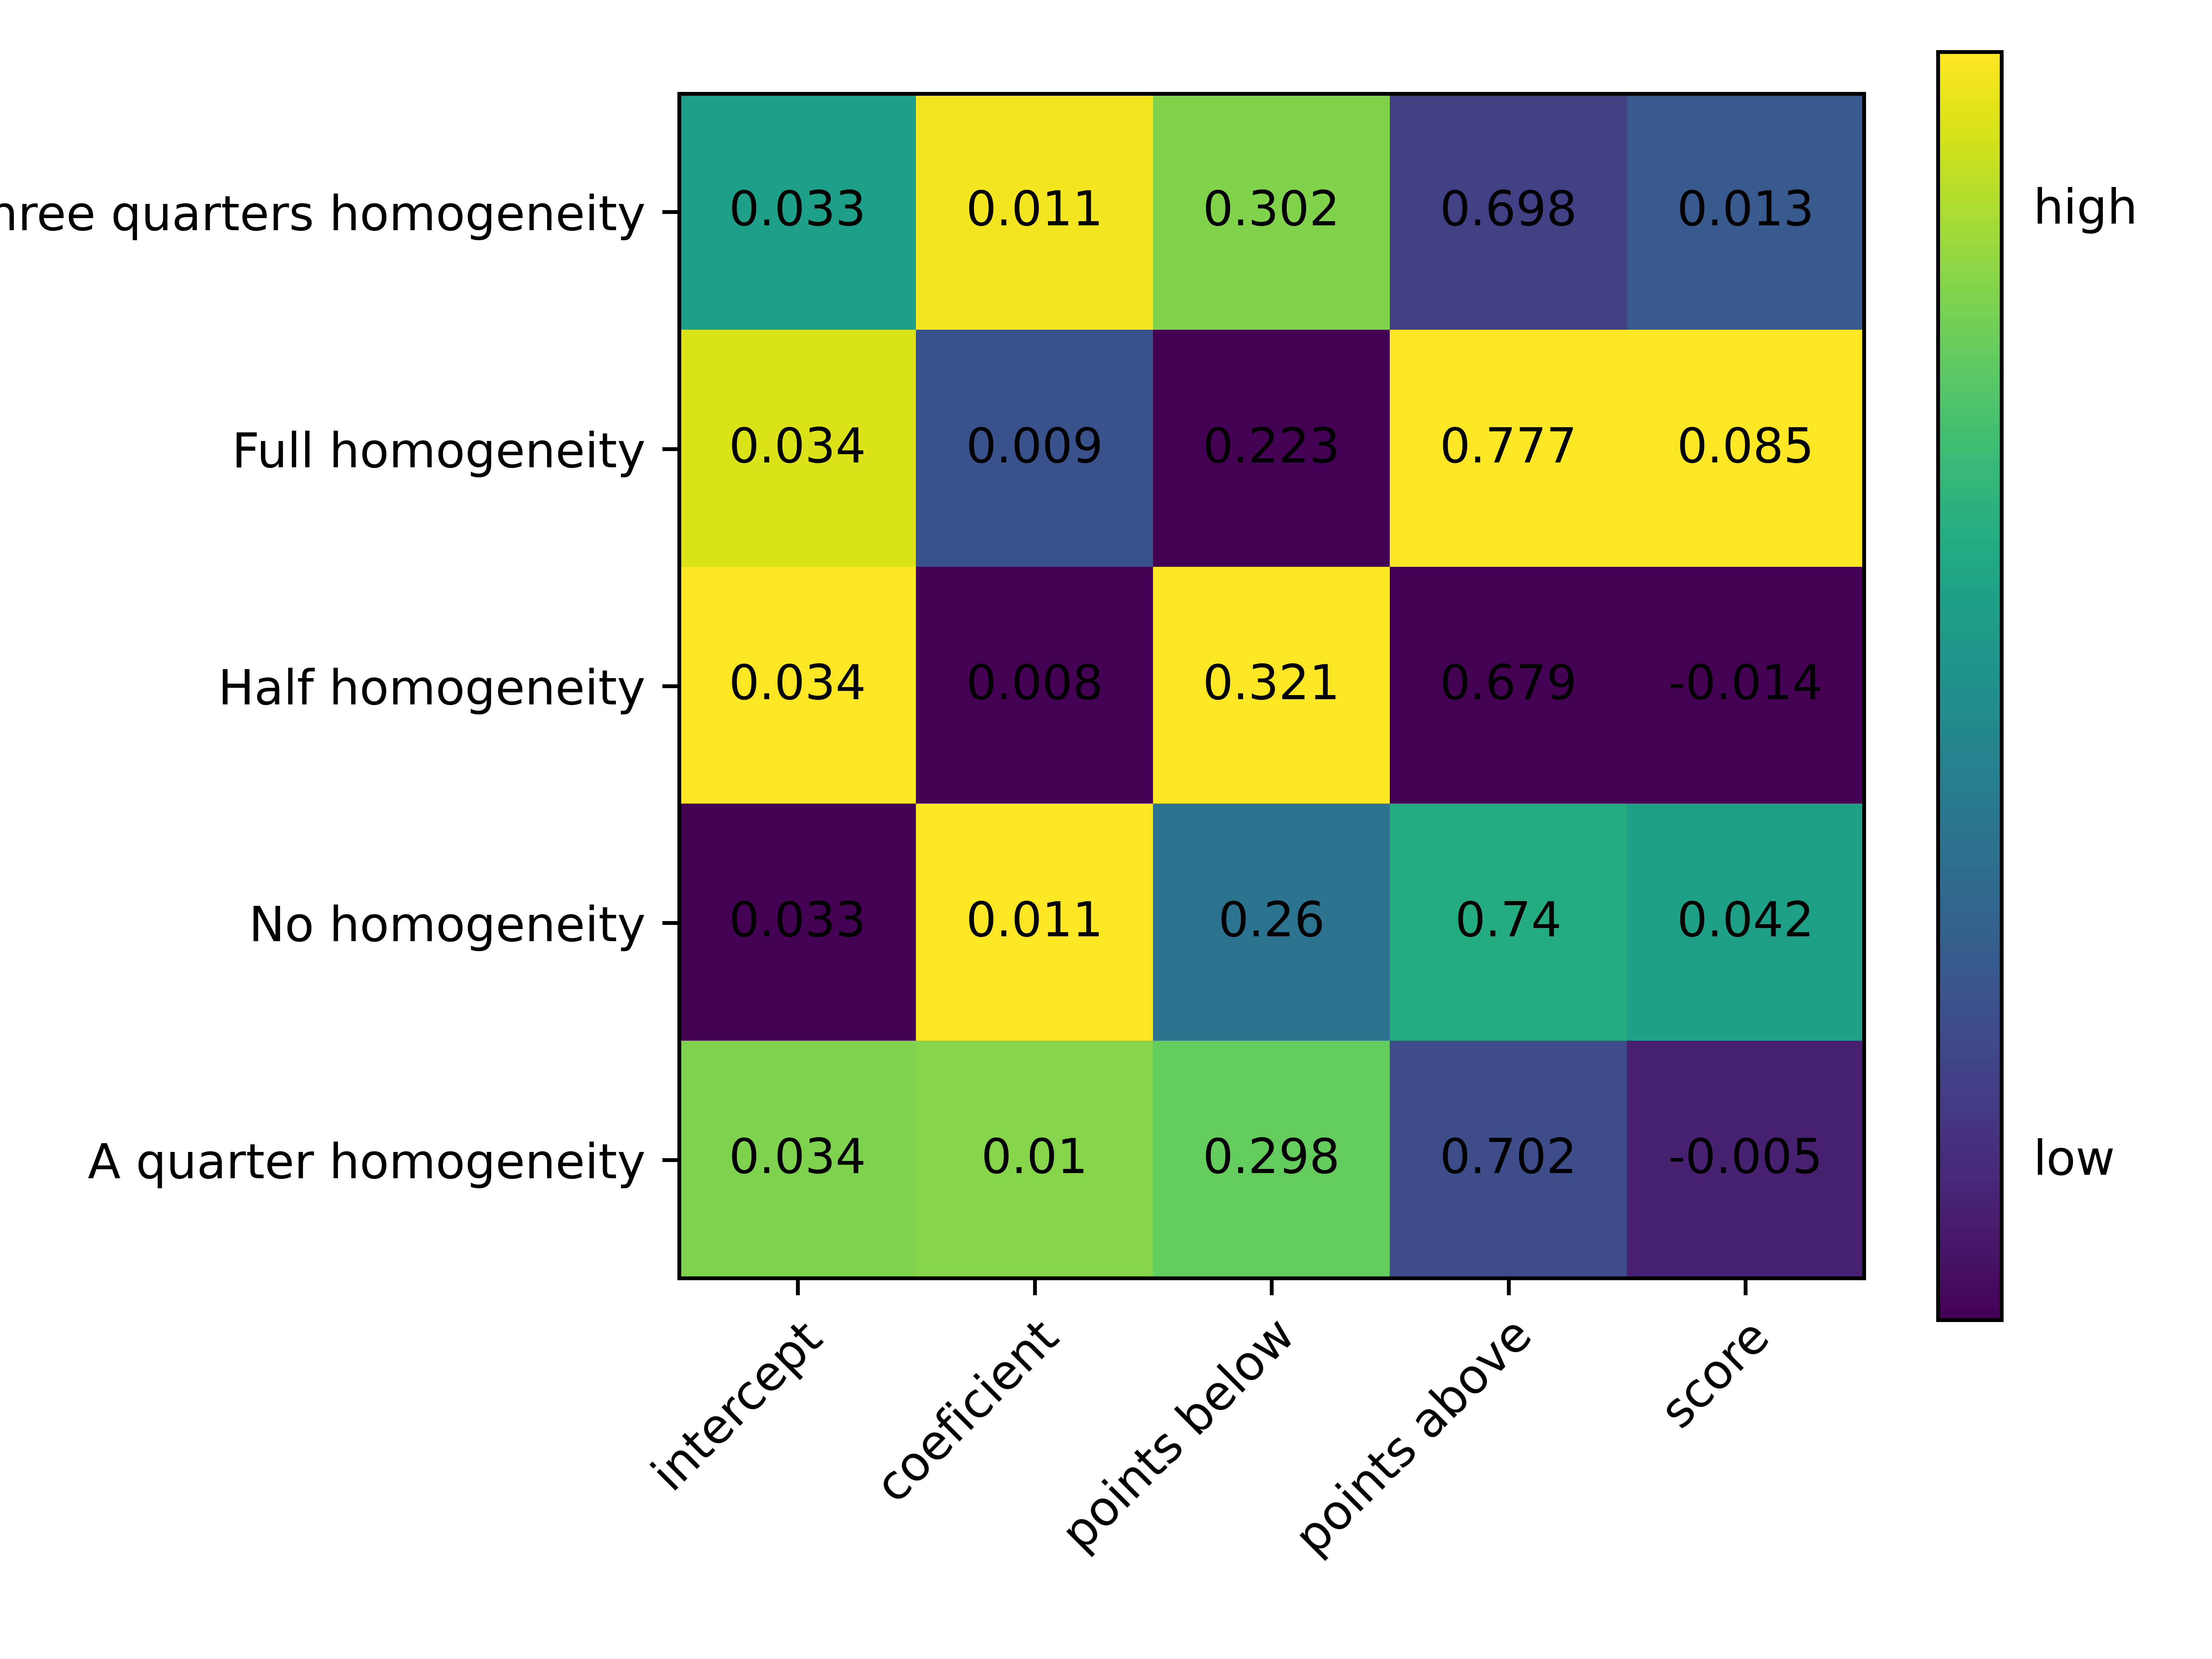 hree quarters homogeneity 0.033 0.011 0.302 0.698 0.013 high
Full homogeneity 0.034 0.009 0.223 0.777 0.085
Half homogeneity 0.034 0.008 0.321 0.679 -0.014
No homogeneity 0.033 0.011 0.26 0.74 0.042
A quarter homogeneity 0.034 0.01 0.298 0.702 -0.005 low
intercept coeficient points below points above score